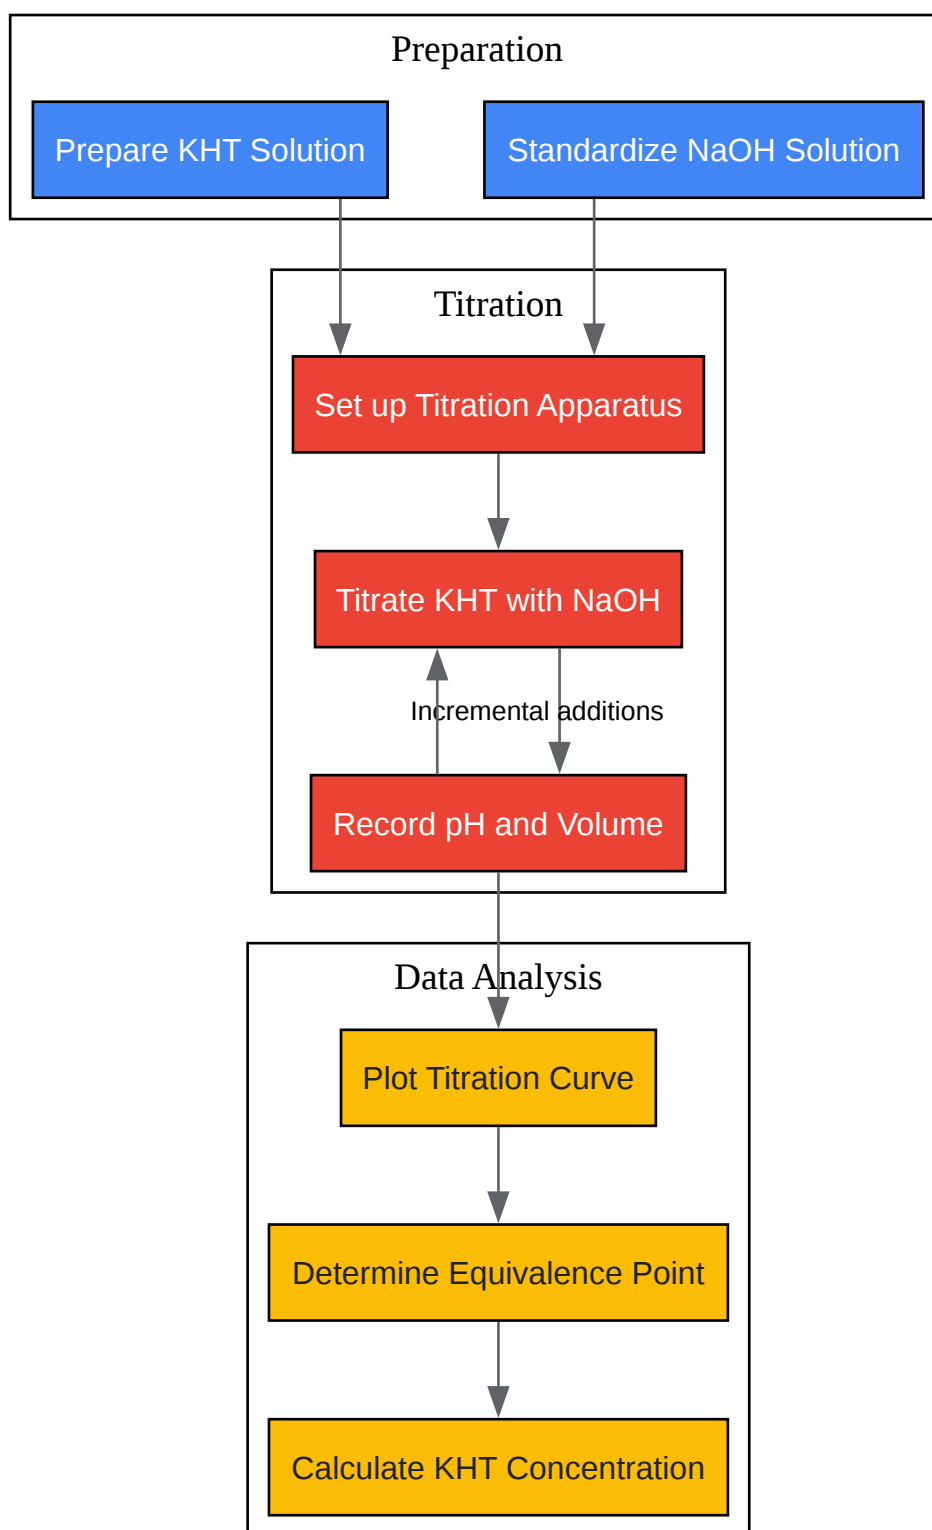 Preparation
Prepare KHT Solution
Standardize NaOH Solution
Titration
Set up Titration Apparatus
Titrate KHT with NaOH
Incremental additions
Record pH and Volume
Data Analysis
Plot Titration Curve
Determine Equivalence Point
Calculate KHT Concentration